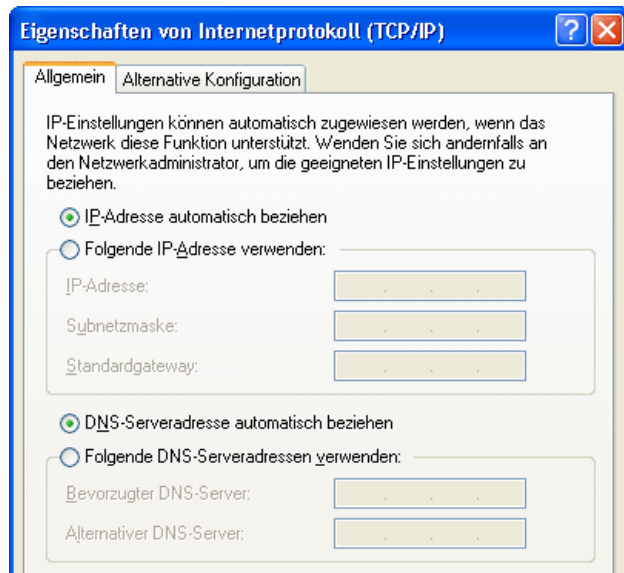 Eigenschaften von Internetprotokoll (TCP/IP)
Allgemein
Alternative Konfiguration
IP-Einstellungen können automatisch zugewiesen werden, wenn das
Netzwerk diese Funktion unterstützt. Wenden Sie sich andernfalls an
den Netzwerkadministrator, um die geeigneten IP-Einstellungen zu
beziehen.
IP-Adresse automatisch beziehen
Folgende IP-Adresse verwenden:
IP-Adresse:
Subnetzmaske:
Standardgateway:
DNS-Serveradresse automatisch beziehen
Folgende DNS-Serveradressen verwenden:
Bevorzugter DNS-Server:
Alternativer DNS-Server: